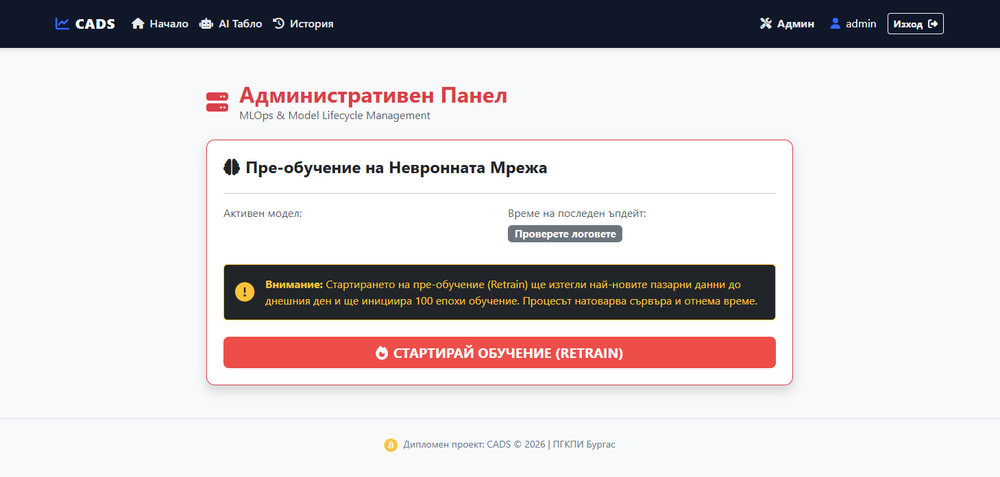 CADS Начало AI Табло История Админ admin Изход
Административен Панел
MLOps & Model Lifecycle Management
Пре-обучение на Невронната Мрежа
Активен модел:
Време на последен ъпдейт:
Проверете логовете
Внимание: Стартирането на пре-обучение (Retrain) ще изтегли най-новите пазарни данни до
днешния ден и ще инициира 100 епохи обучение. Процесът натоварва сървъра и отнема време.
СТАРТИРАЙ ОБУЧЕНИЕ (RETRAIN)
Дипломен проект: CADS © 2026 | ПГКПИ Бургас